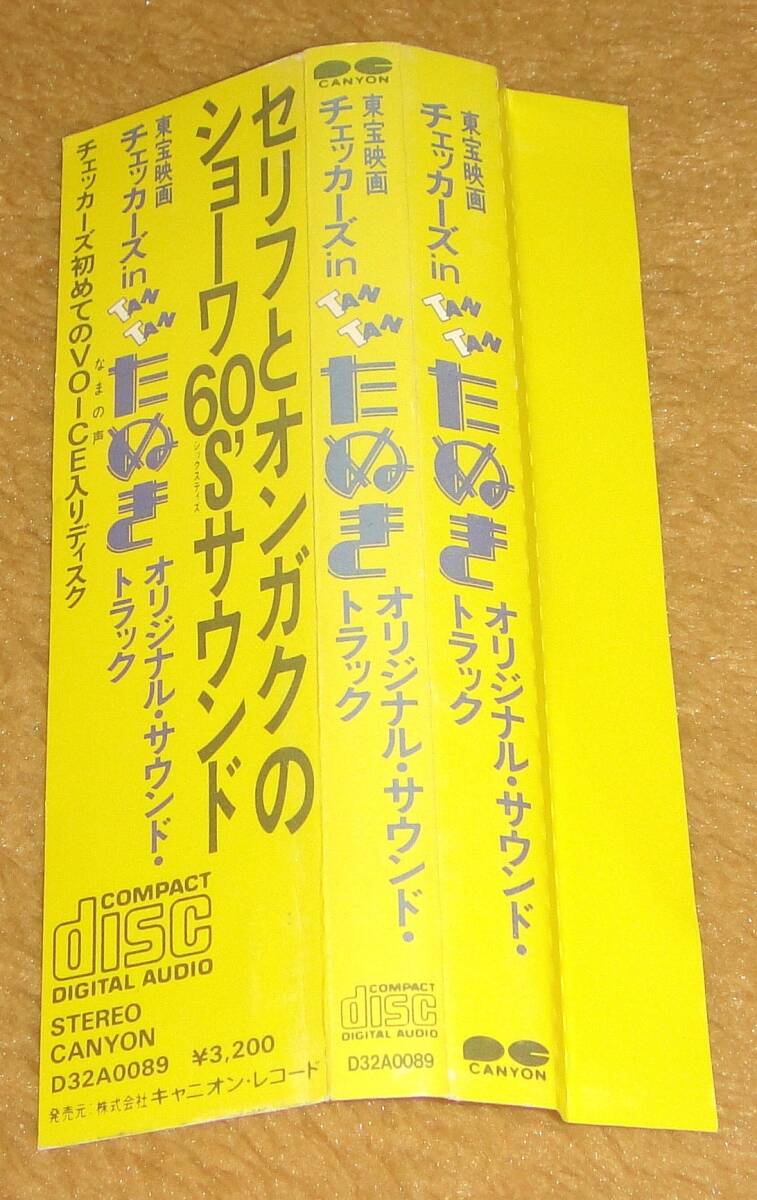 セリフとオンガクの
ショーワ60'Sサウンド
シックスティズ
東宝映画
チェッカーズin
TAN
TAN
たぬき
オリジナル・サウンド・
トラック
チェッカーズ初めてのVOICE入りディスク
なまの声
COMPACT
disc
DIGITAL AUDIO
STEREO
CANYON
D32A0089 ¥3,200
発売元:株式会社キャニオン・レコード
CANYON
東宝映画
チェッカーズin
TAN
TAN
たぬき
オリジナル・サウンド・
トラック
COMPACT
disc
DIGITAL AUDIO
D32A0089
東宝映画
チェッカーズin
TAN
TAN
たぬき
オリジナル・サウンド・
トラック
CANYON